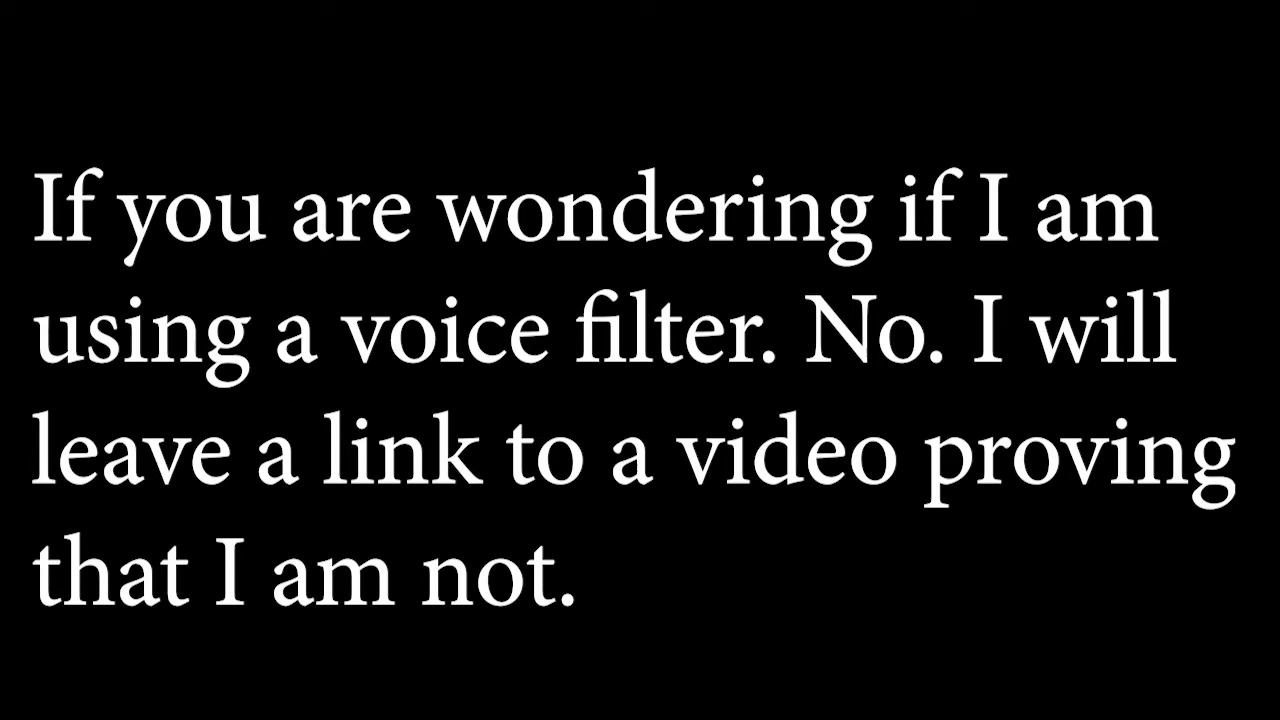 If you are wondering if I am
using a voice filter. No. I will
leave a link to a video proving
that I am not.